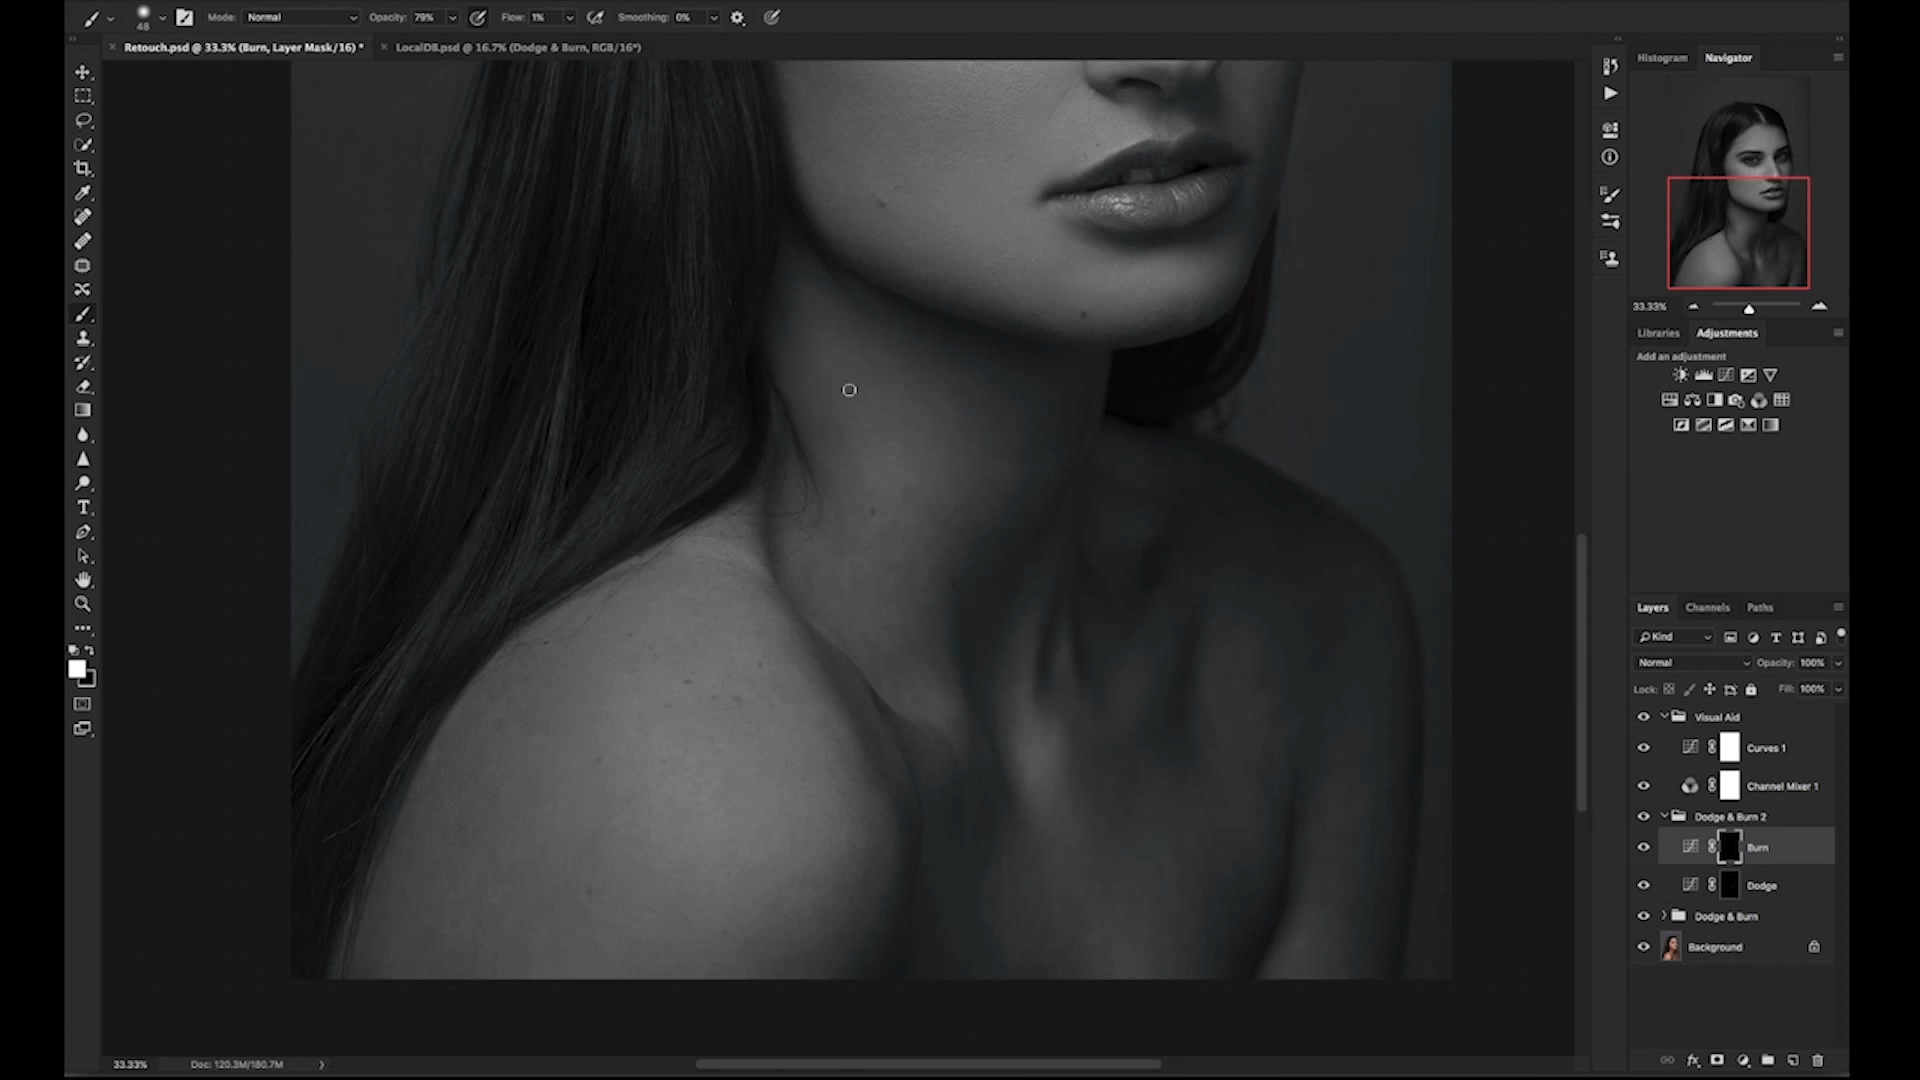 Mode: Normal Opacity: 79% Flow: 1% Smoothing: 0%
48
Retouch.psd @ 33.3% (Burn, Layer Mask/16) * LocalDB.psd @ 16.7% (Dodge & Burn, RGB/16*)
Histogram Navigator
33.33%
Libraries Adjustments
Add an adjustment
Layers Channels Paths
Kind
Normal Opacity: 100%
Lock: Fill: 100%
Visual Aid
Curves 1
Channel Mixer 1
Dodge & Burn 2
Burn
Dodge
Dodge & Burn
Background
33.33% Doc: 120.3M/180.7M